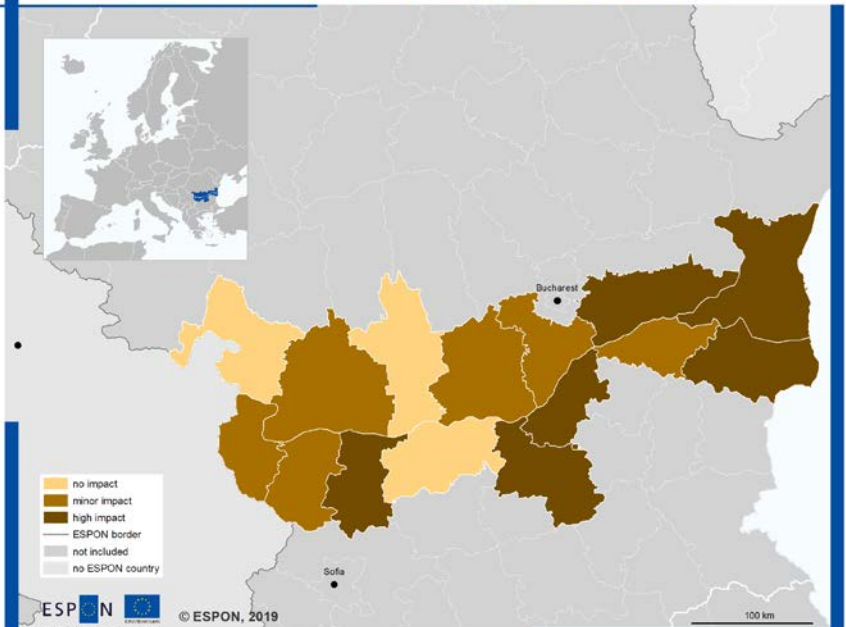 Bucharest
no impact
minor impact
high impact
ESPON border
not included
no ESPON country
Sofia
ESPON
© ESPON, 2019
100 km